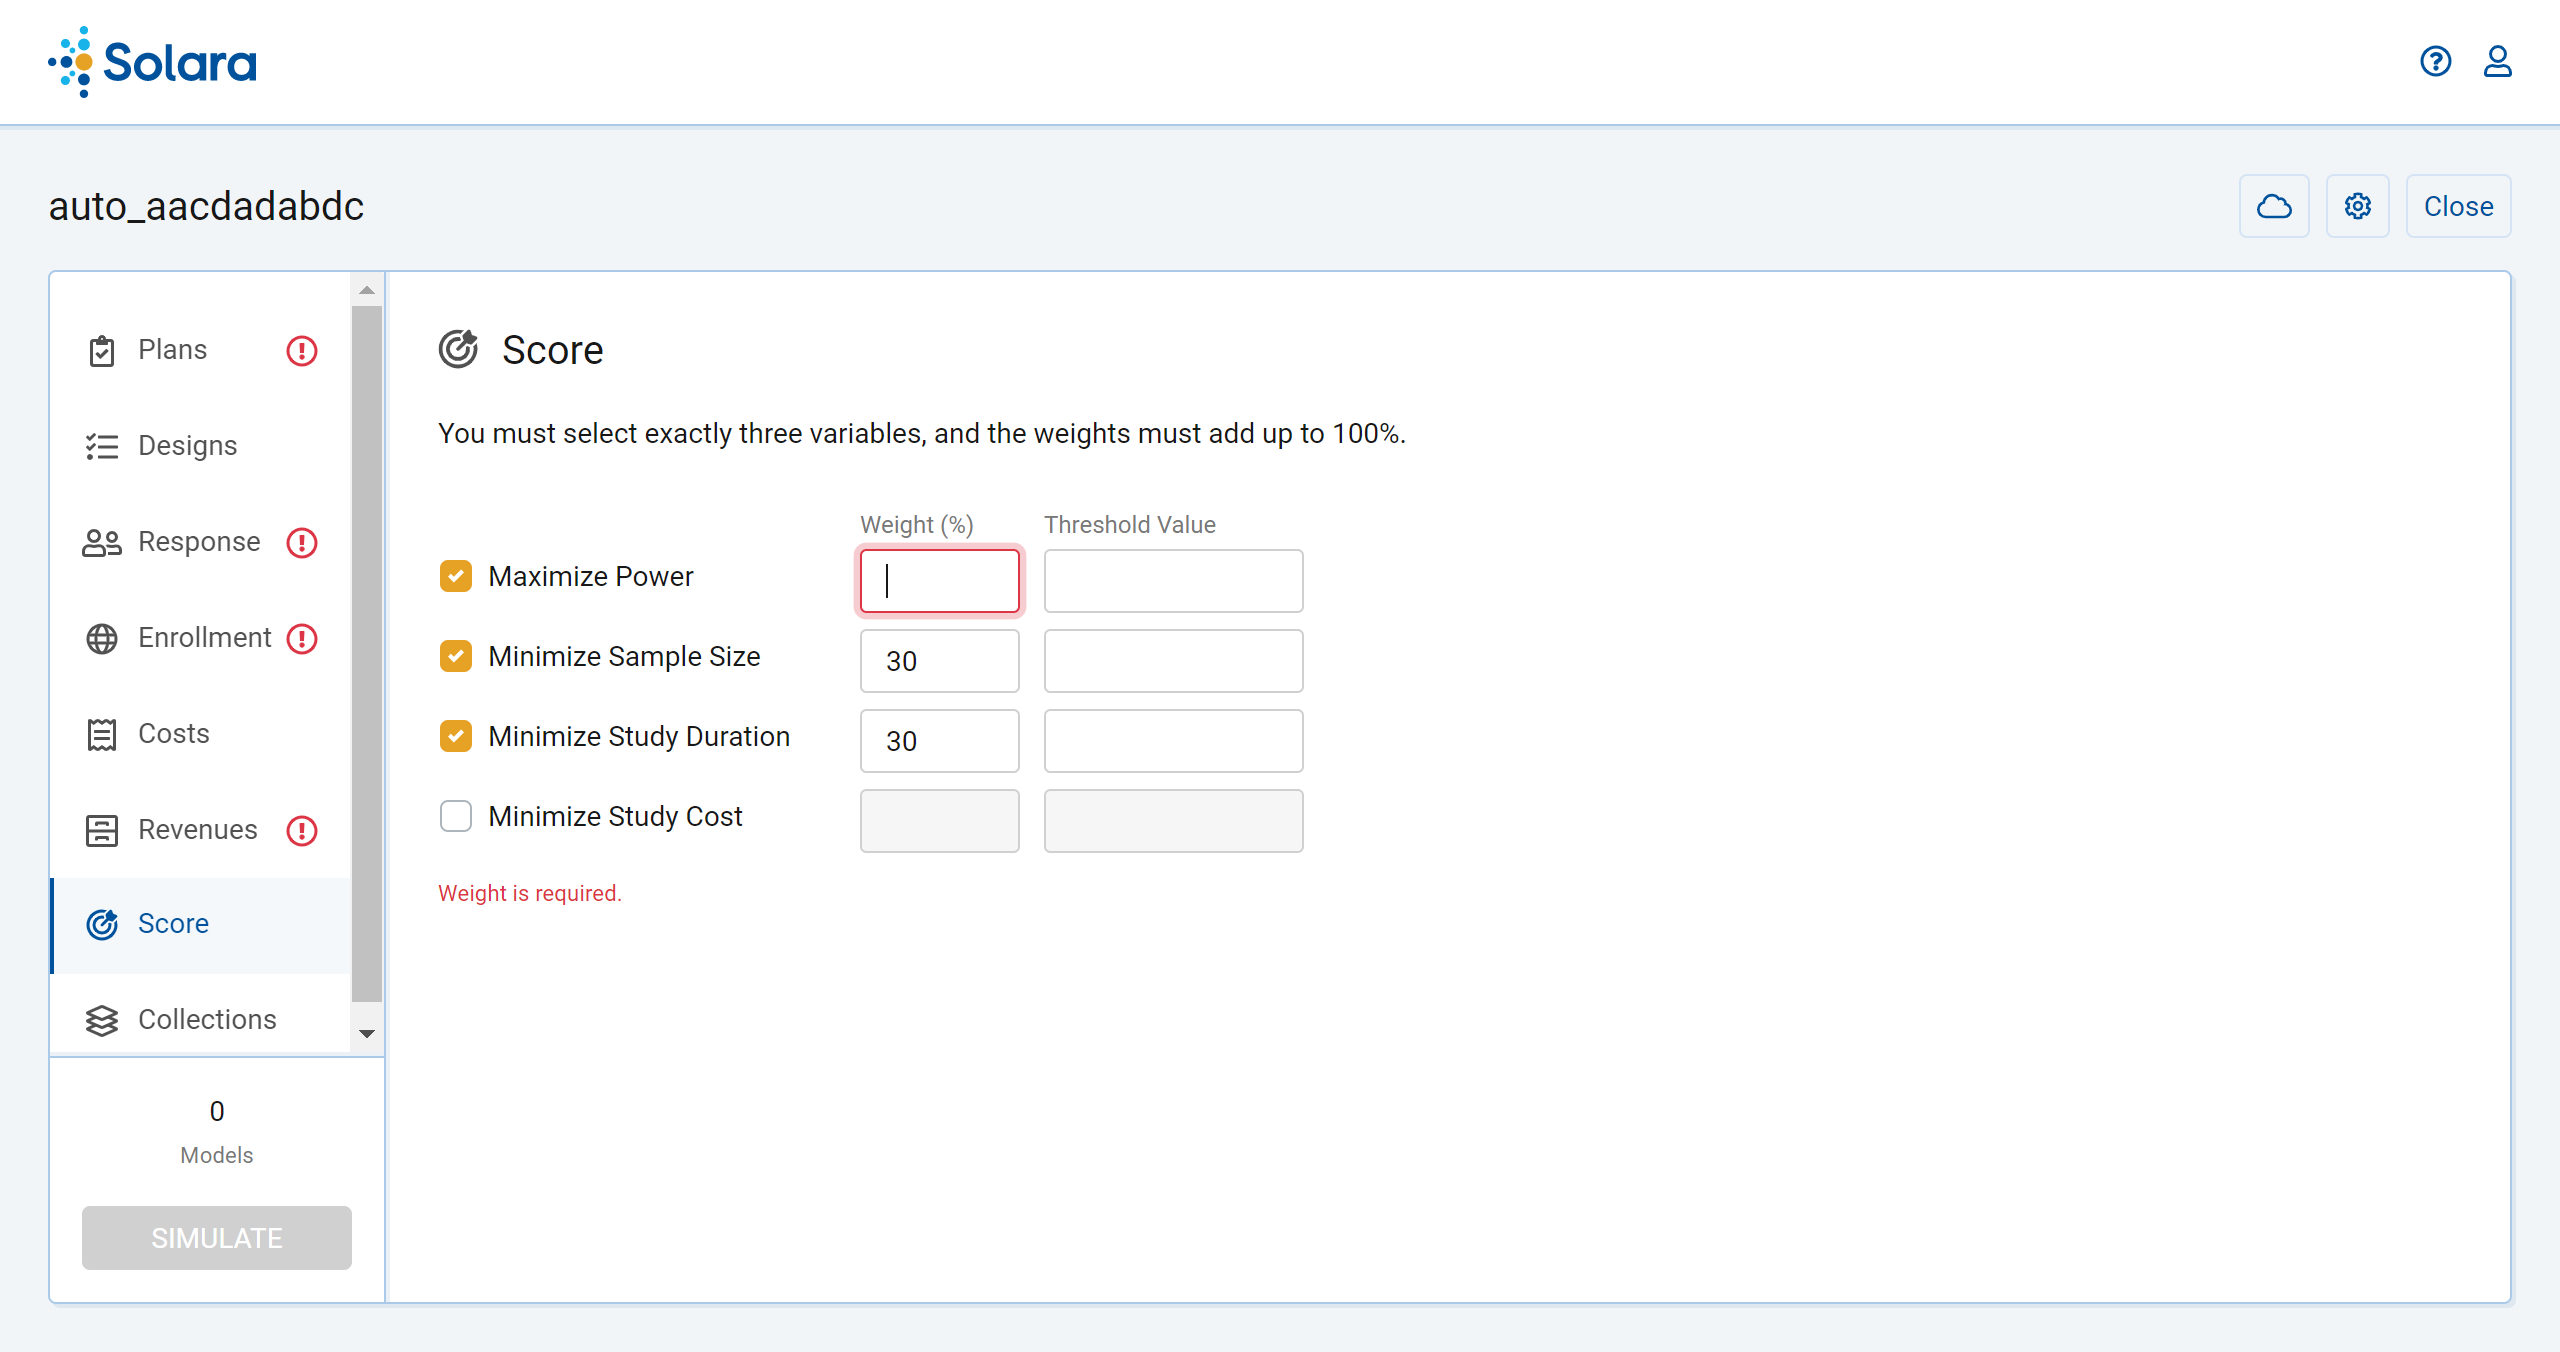 Solara
auto_aacdadabdc
Close
Plans
Designs
Response
Enrollment
Costs
Revenues
Score
Collections
0
Models
SIMULATE
Score
You must select exactly three variables, and the weights must add up to 100%.
Weight (%) Threshold Value
Maximize Power
Minimize Sample Size 30
Minimize Study Duration 30
Minimize Study Cost
Weight is required.